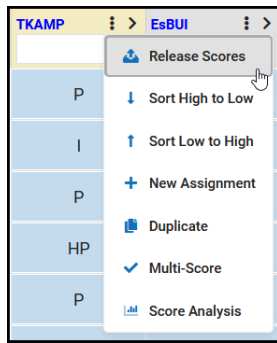 TKAMP EsBUI
Release Scores
P
Sort High to Low
I
Sort Low to High
P
New Assignment
Duplicate
HP
Multi-Score
P
Score Analysis